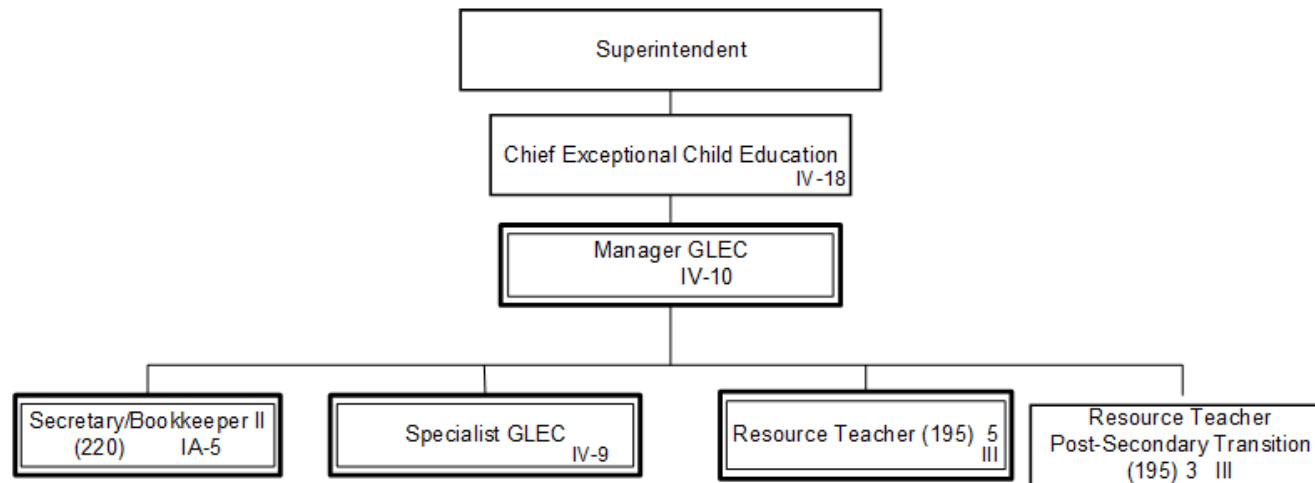 Superintendent
Chief Exceptional Child Education
IV-18
Manager GLEC
IV-10
Secretary/Bookkeeper II
(220) IA-5
Specialist GLEC
IV-9
Resource Teacher (195) 5
III
Resource Teacher
Post-Secondary Transition
(195) 3 III